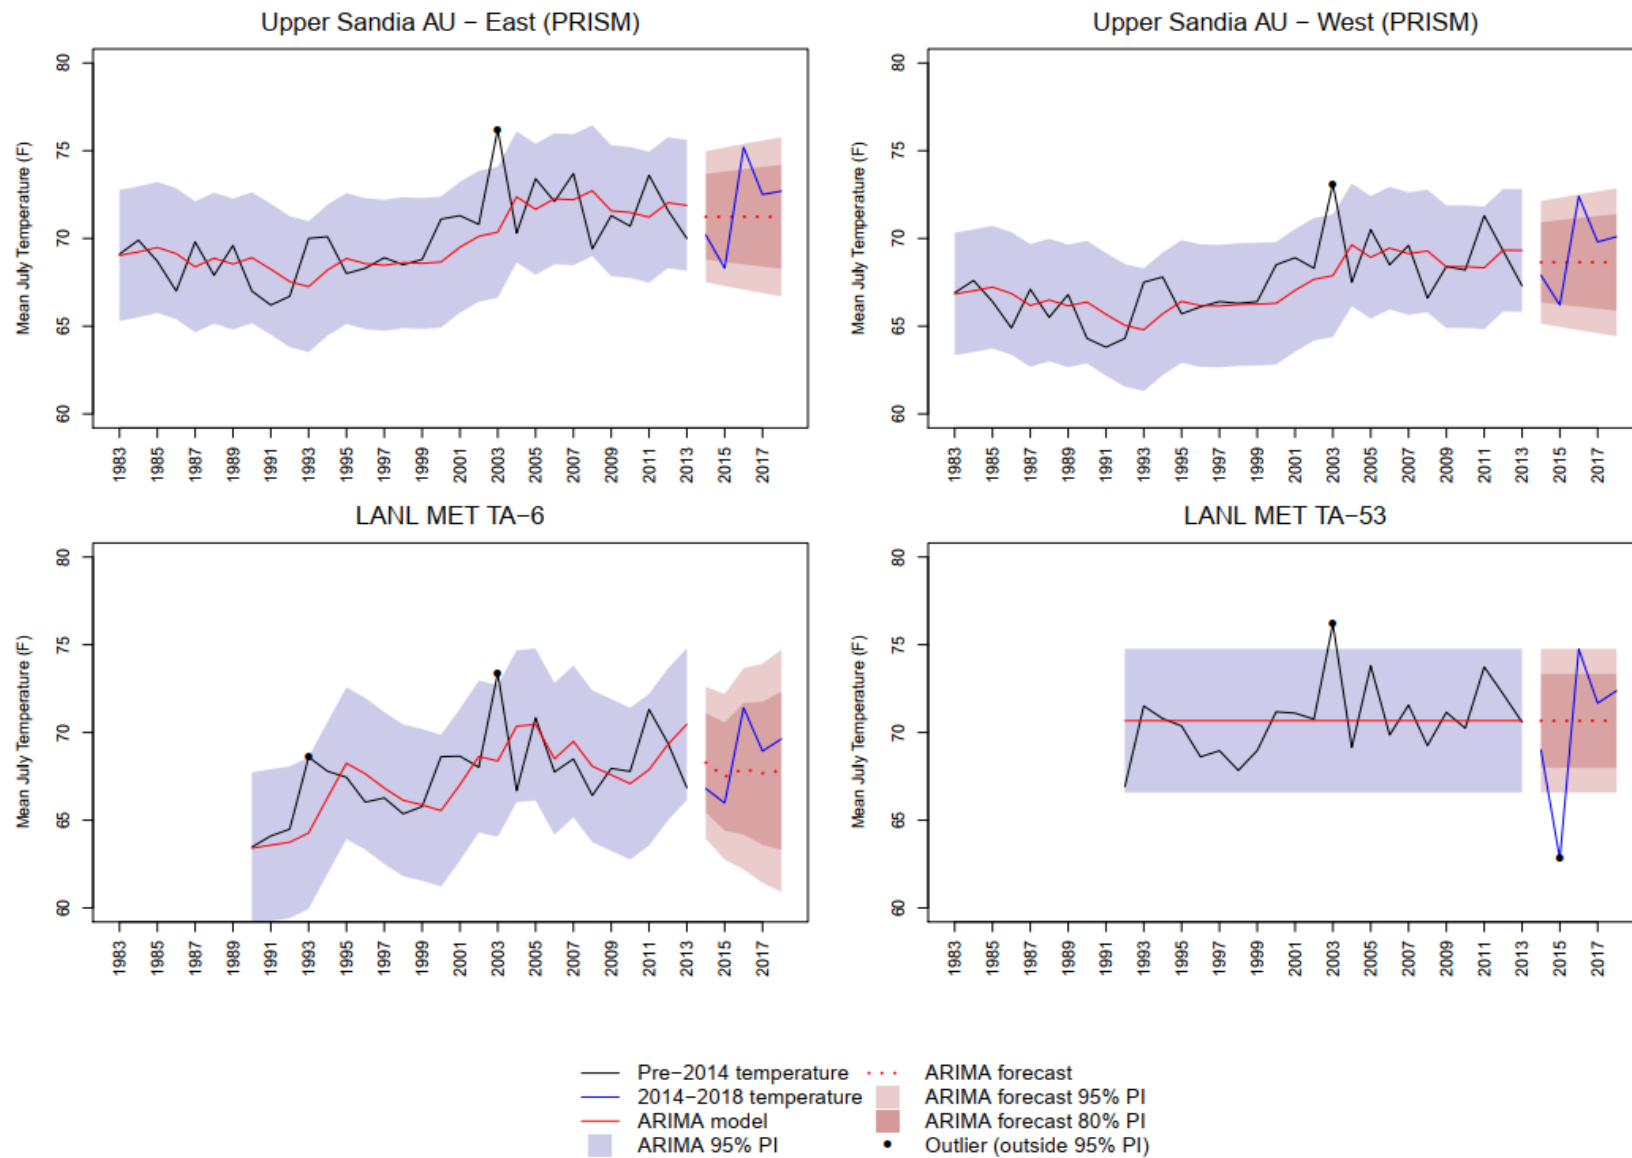 Upper Sandia AU − East (PRISM)
Mean July Temperature (F)
80
75
70
65
60
1983 1985 1987 1989 1991 1993 1995 1997 1999 2001 2003 2005 2007 2009 2011 2013 2015 2017
Upper Sandia AU − West (PRISM)
Mean July Temperature (F)
80
75
70
65
60
1983 1985 1987 1989 1991 1993 1995 1997 1999 2001 2003 2005 2007 2009 2011 2013 2015 2017
LANL MET TA−6
Mean July Temperature (F)
80
75
70
65
60
1983 1985 1987 1989 1991 1993 1995 1997 1999 2001 2003 2005 2007 2009 2011 2013 2015 2017
LANL MET TA−53
Mean July Temperature (F)
80
75
70
65
60
1983 1985 1987 1989 1991 1993 1995 1997 1999 2001 2003 2005 2007 2009 2011 2013 2015 2017
Pre−2014 temperature
2014−2018 temperature
ARIMA model
ARIMA 95% PI
ARIMA forecast
ARIMA forecast 95% PI
ARIMA forecast 80% PI
Outlier (outside 95% PI)